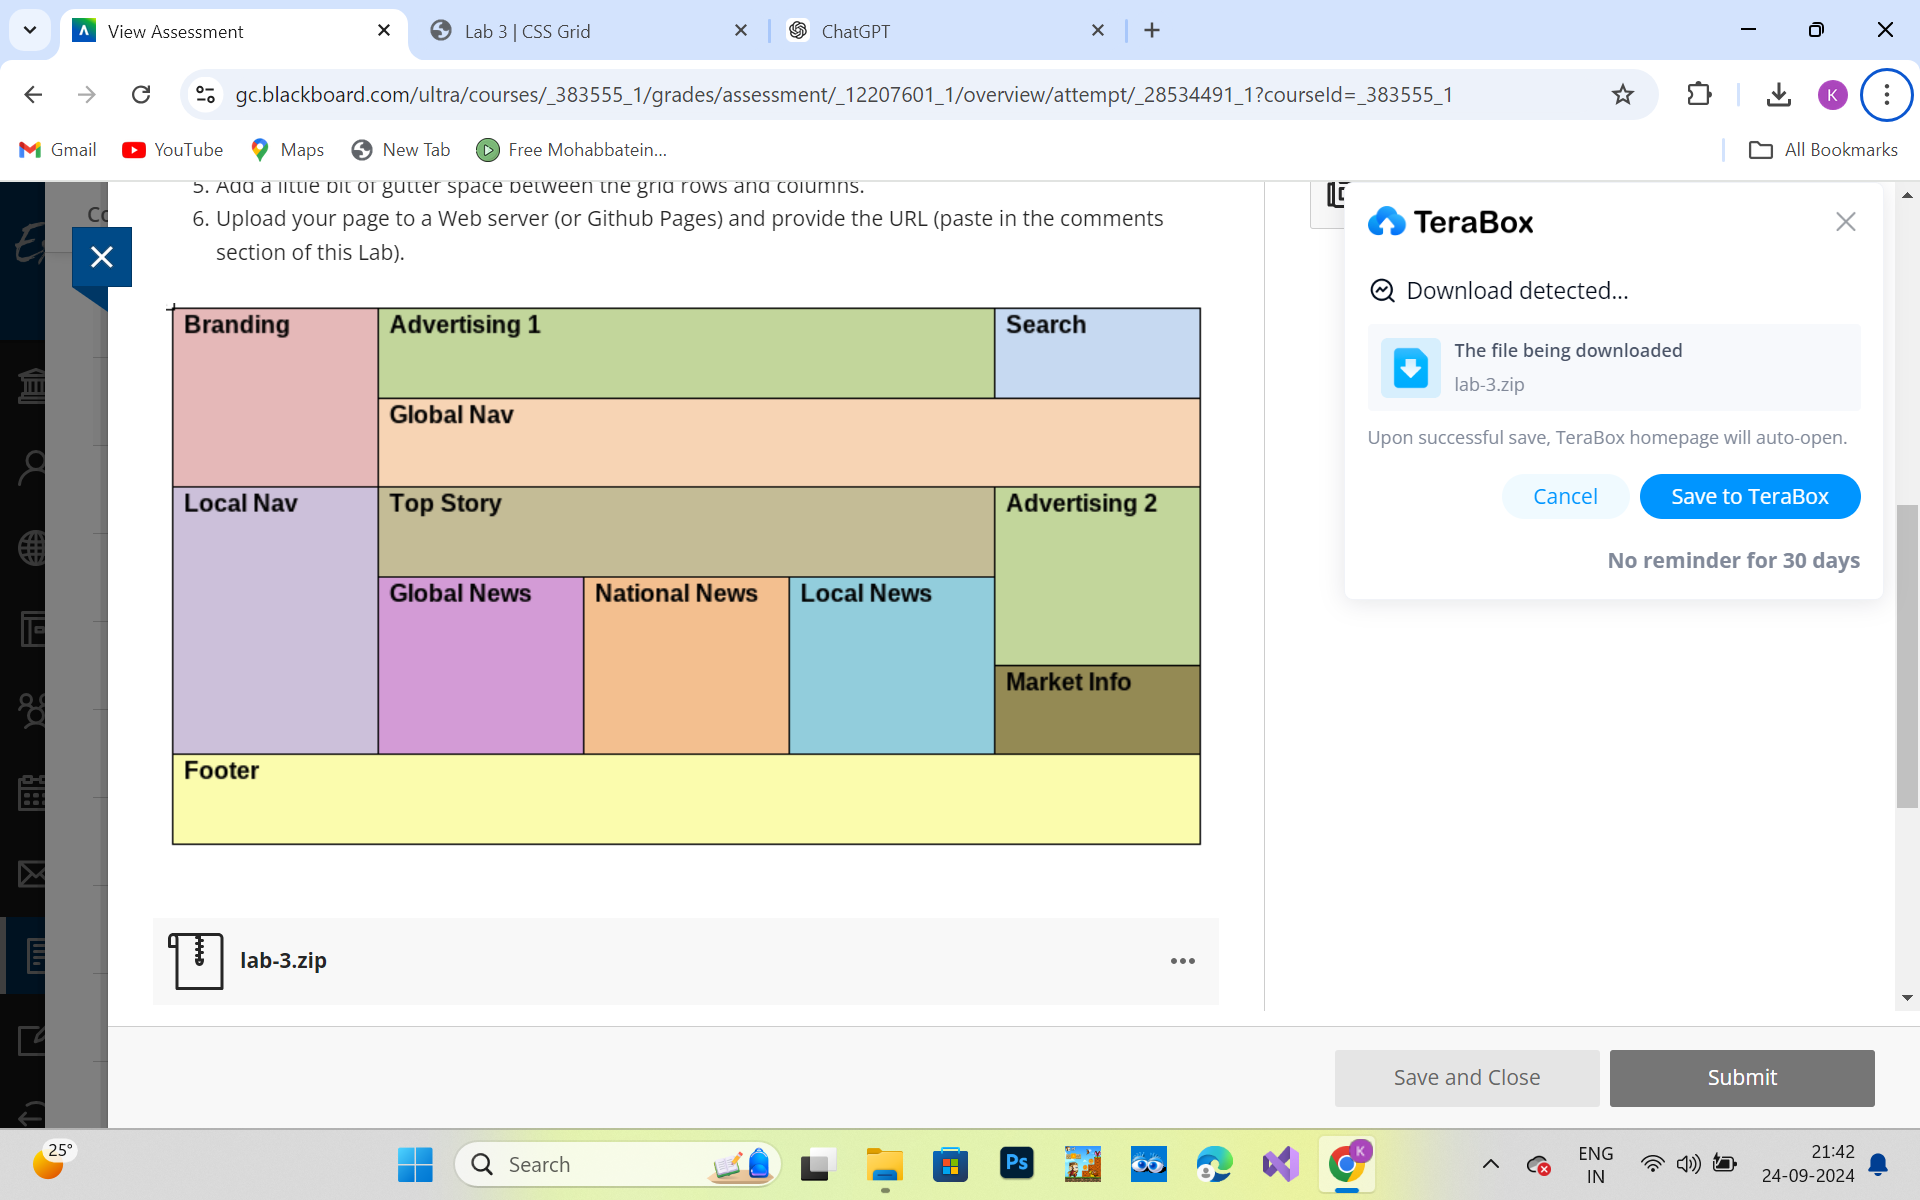 View Assessment
Lab 3 | CSS Grid
ChatGPT
gc.blackboard.com/ultra/courses/_383555_1/grades/assessment/_12207601_1/overview/attempt/_28534491_1?courseId=_383555_1
K
Gmail
YouTube
Maps
New Tab
Free Mohabbatein...
All Bookmarks
5. Add a little bit of gutter space between the grid rows and columns.
6. Upload your page to a Web server (or Github Pages) and provide the URL (paste in the comments
section of this Lab).
Branding
Advertising 1
Search
Global Nav
Local Nav
Top Story
Advertising 2
Global News
National News
Local News
Market Info
Footer
lab-3.zip
TeraBox
Download detected...
The file being downloaded
lab-3.zip
Upon successful save, TeraBox homepage will auto-open.
Cancel
Save to TeraBox
No reminder for 30 days
Save and Close
Submit
25°
Search
Ps
K
ENG
IN
21:42
24-09-2024